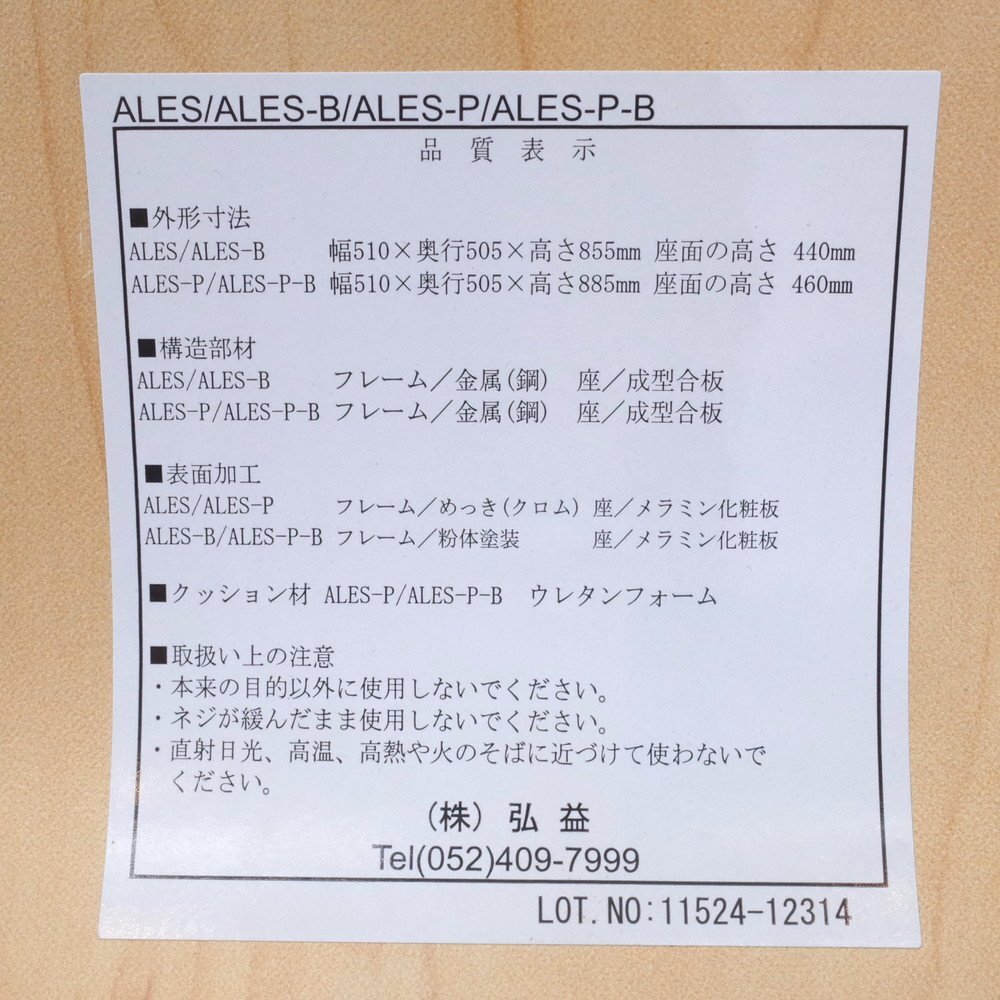 ALES/ALES-B/ALES-P/ALES-P-B
品 質 表 示
■外形寸法
ALES/ALES-B 幅510×奥行505×高さ855mm 座面の高さ 440mm
ALES-P/ALES-P-B 幅510×奥行505×高さ885mm 座面の高さ 460mm
■構造部材
ALES/ALES-B フレーム／金属(鋼) 座／成型合板
ALES-P/ALES-P-B フレーム／金属(鋼) 座／成型合板
■表面加工
ALES/ALES-P フレーム／めっき(クロム) 座／メラミン化粧板
ALES-B/ALES-P-B フレーム／粉体塗装 座／メラミン化粧板
■クッション材 ALES-P/ALES-P-B ウレタンフォーム
■取扱い上の注意
・本来の目的以外に使用しないでください。
・ネジが緩んだまま使用しないでください。
・直射日光、高温、高熱や火のそばに近づけて使わないで
ください。
（株）弘 益
Tel(052)409-7999
LOT.NO:11524-12314